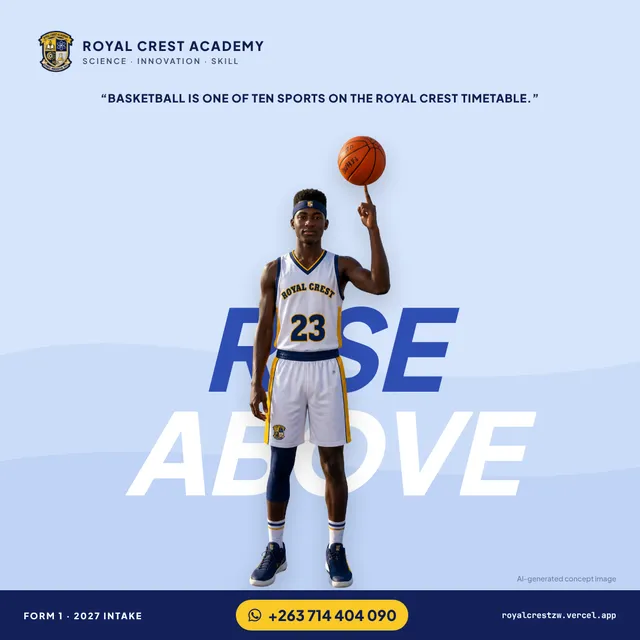 ROYAL CREST ACADEMY
SCIENCE · INNOVATION · SKILL
“BASKETBALL IS ONE OF TEN SPORTS ON THE ROYAL CREST TIMETABLE.”
ROYAL CREST
23
RISE
ABOVE
AI-generated concept image
FORM 1 · 2027 INTAKE
+263 714 404 090
royalcrestzw.vercel.app